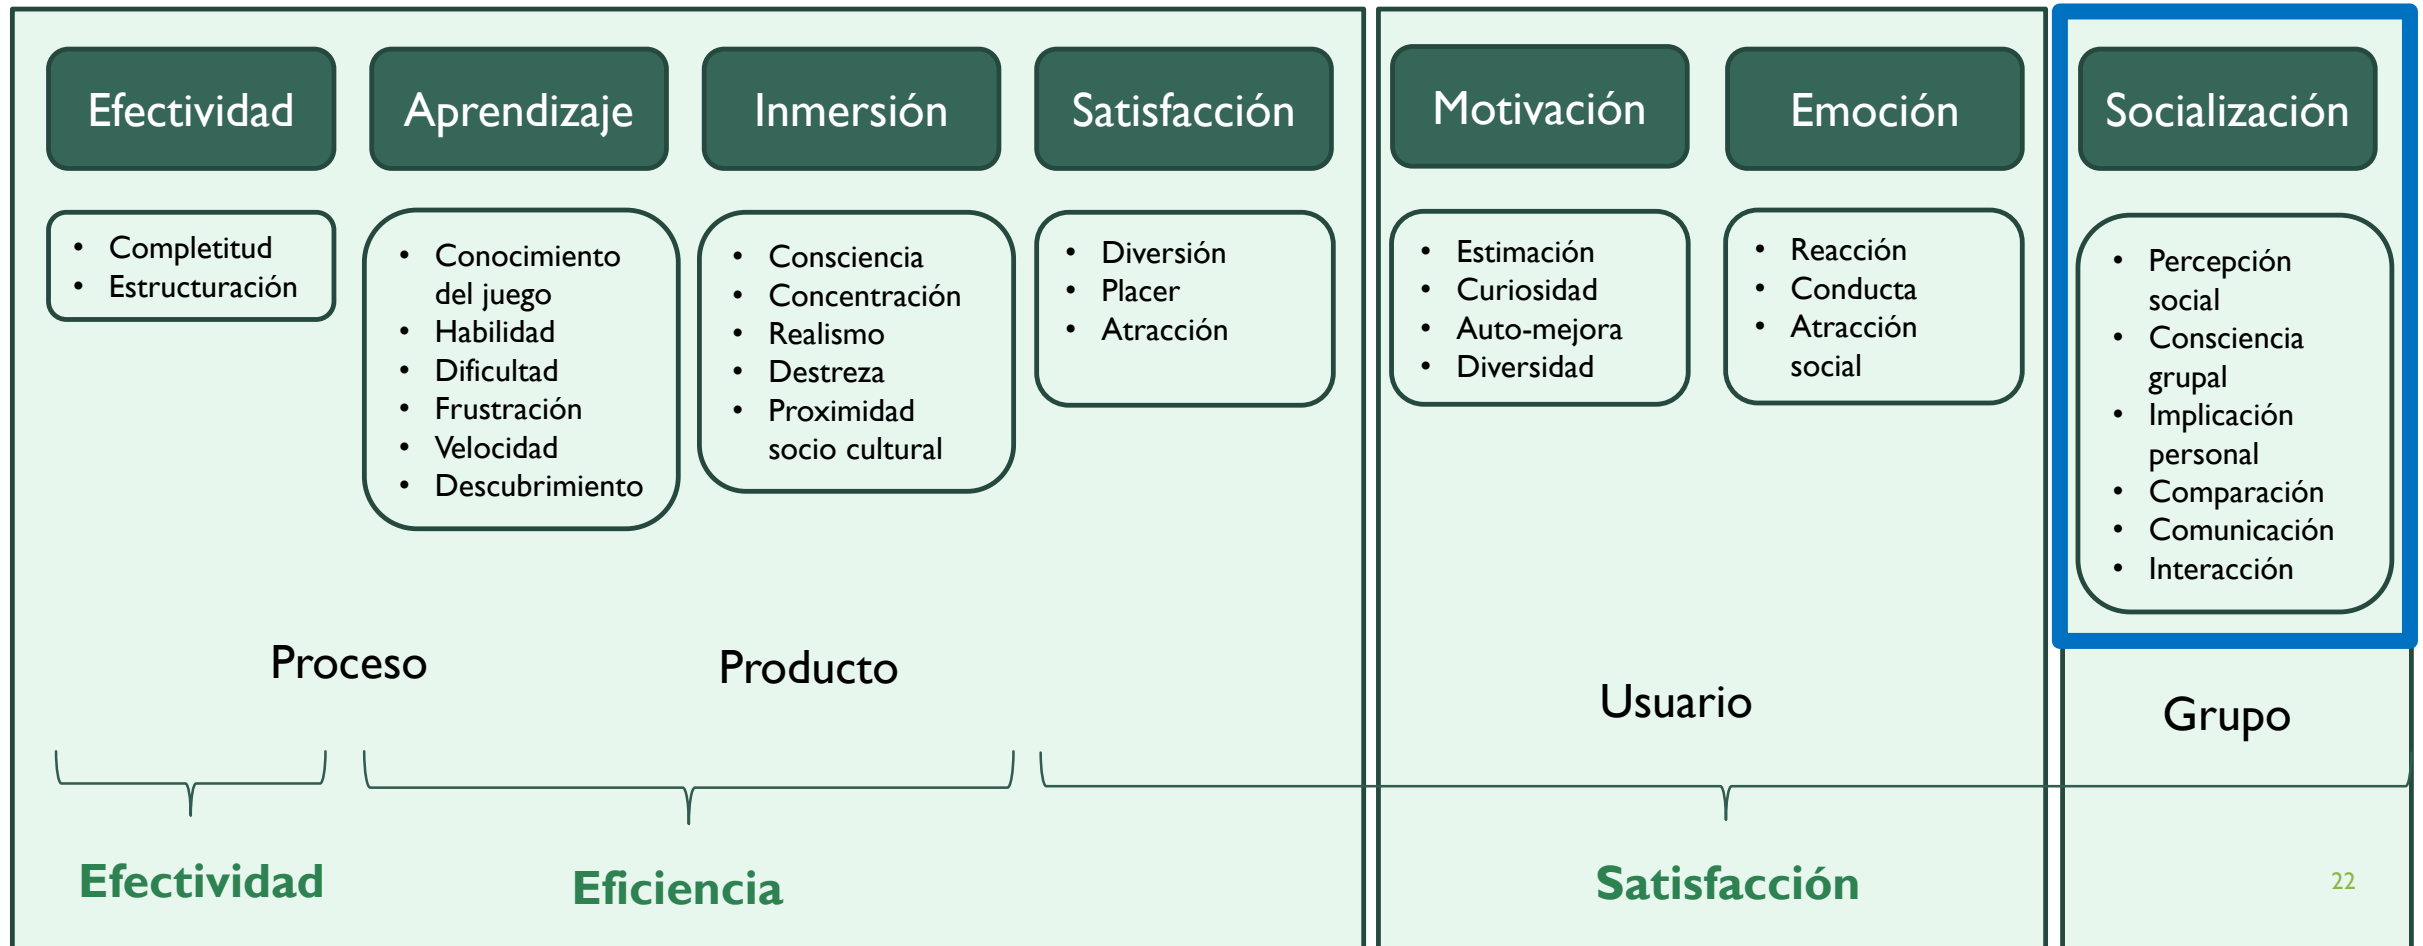 Efectividad
Aprendizaje
Inmersión
Satisfacción
Motivación
Emoción
Socialización
• Completitud
• Estructuración
• Conocimiento
del juego
• Habilidad
• Dificultad
• Frustración
• Velocidad
• Descubrimiento
• Consciencia
• Concentración
• Realismo
• Destreza
• Proximidad
socio cultural
• Diversión
• Placer
• Atracción
• Estimación
• Curiosidad
• Auto-mejora
• Diversidad
• Reacción
• Conducta
• Atracción
social
• Percepción
social
• Consciencia
grupal
• Implicación
personal
• Comparación
• Comunicación
• Interacción
Proceso
Producto
Usuario
Grupo
Efectividad
Eficiencia
Satisfacción
22